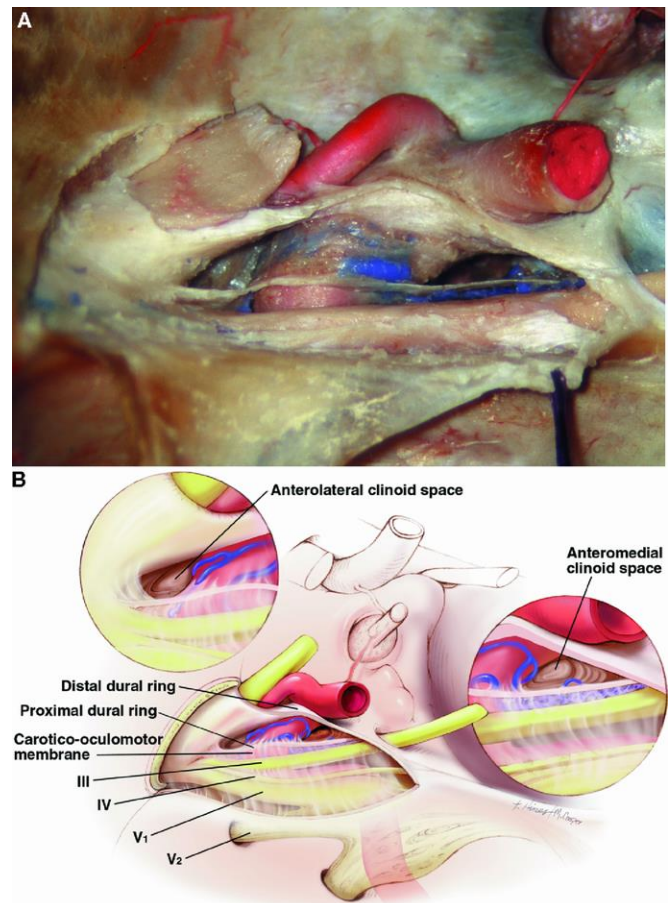 A
B
Anterolateral clinoid space
Anteromedial
clinoid space
Distal dural ring
Proximal dural ring
Carotico-oculomotor
membrane
III
IV
V1
V2